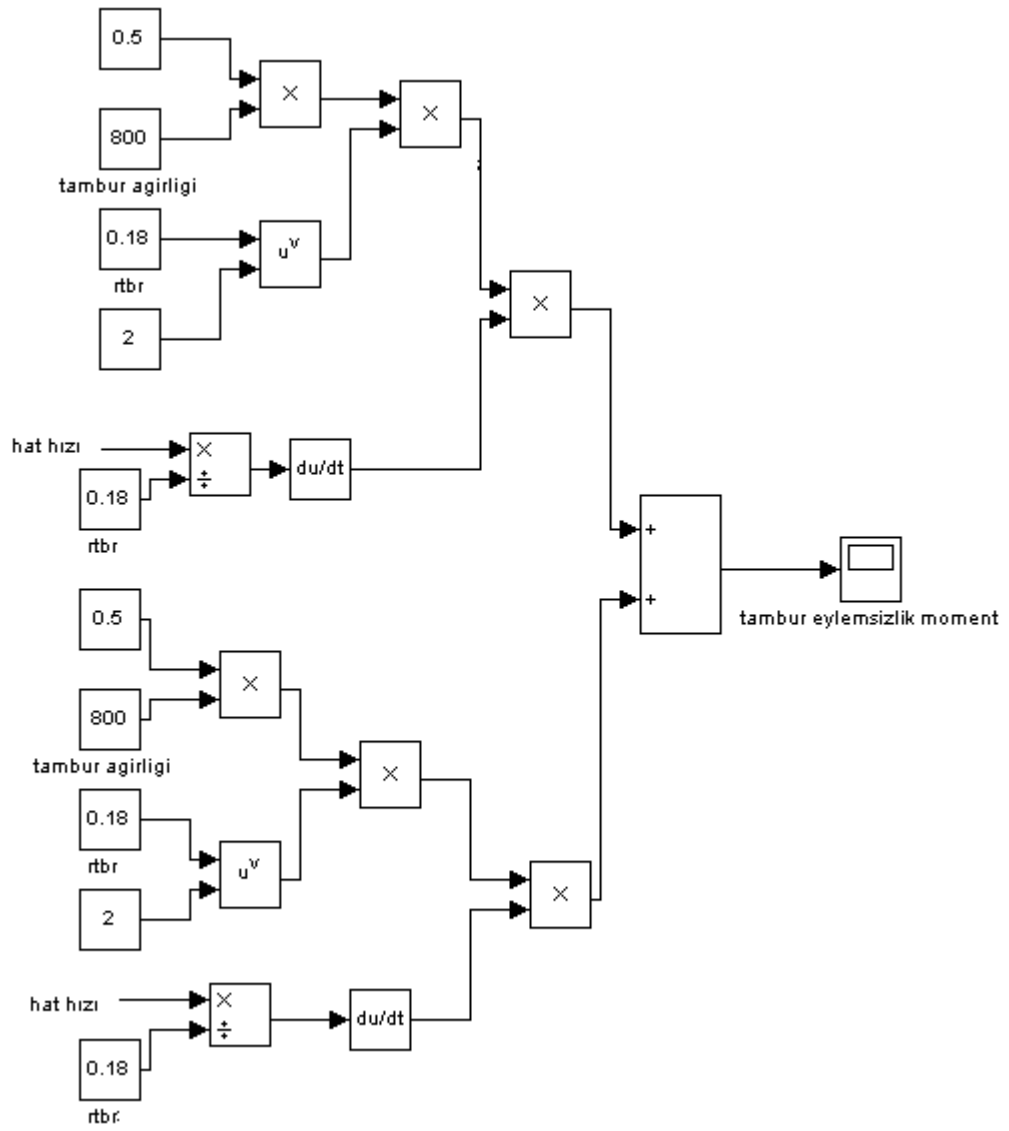 0.5
×
×
800
tambur agirligi
0.18
u^v
rtbr
×
2
hat hızı
×
÷
du/dt
0.18
rtbr
+
+
tambur eylemsizlik moment
0.5
×
800
tambur agirligi
×
0.18
rtbr
u^v
×
2
hat hızı
×
÷
du/dt
0.18
rtbr